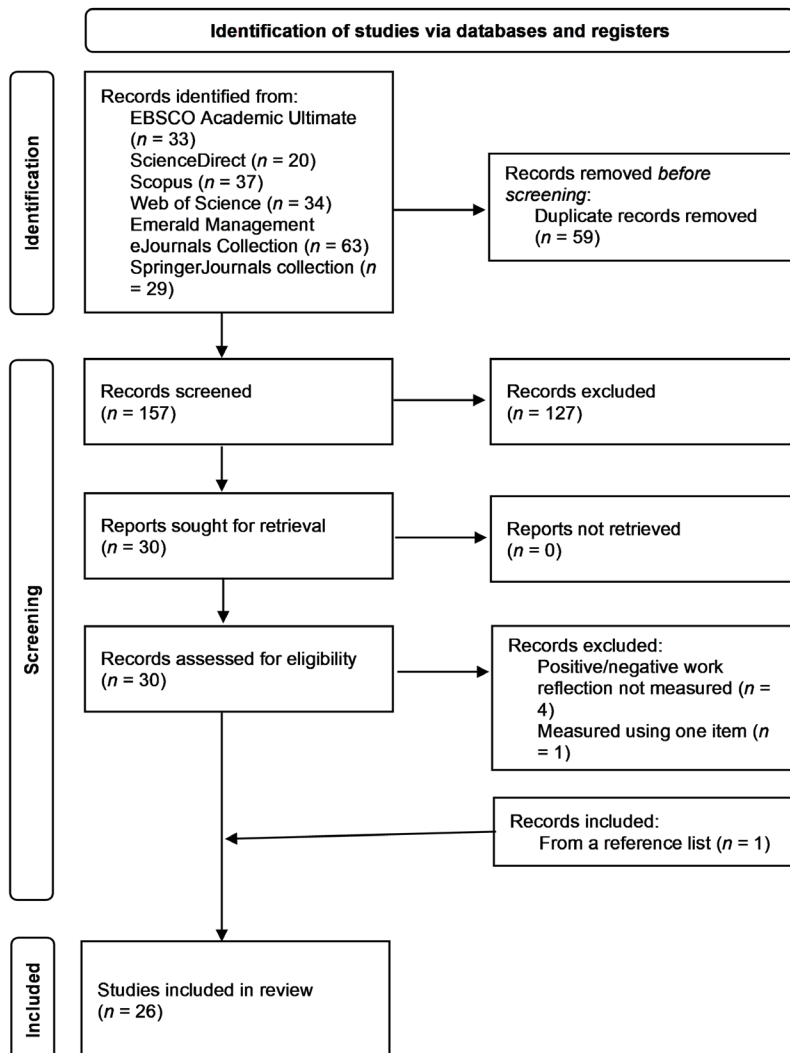 Identification of studies via databases and registers
Identification
Records identified from:
EBSCO Academic Ultimate
(n = 33)
ScienceDirect (n = 20)
Scopus (n = 37)
Web of Science (n = 34)
Emerald Management
eJournals Collection (n = 63)
SpringerJournals collection (n
= 29)
Records removed before
screening:
Duplicate records removed
(n = 59)
Screening
Records screened
(n = 157)
Records excluded
(n = 127)
Reports sought for retrieval
(n = 30)
Reports not retrieved
(n = 0)
Records assessed for eligibility
(n = 30)
Records excluded:
Positive/negative work
reflection not measured (n =
4)
Measured using one item (n
= 1)
Records included:
From a reference list (n = 1)
Included
Studies included in review
(n = 26)